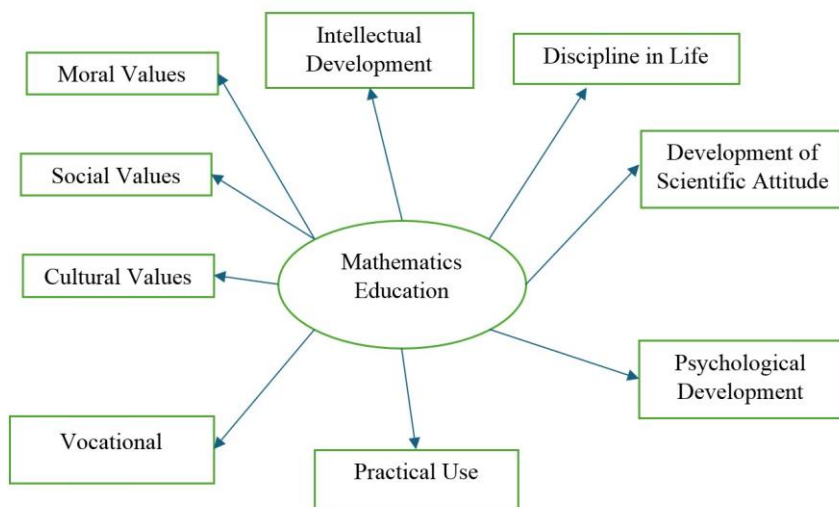 Intellectual
Development
Discipline in Life
Moral Values
Development of
Scientific Attitude
Social Values
Mathematics
Education
Cultural Values
Psychological
Development
Vocational
Practical Use